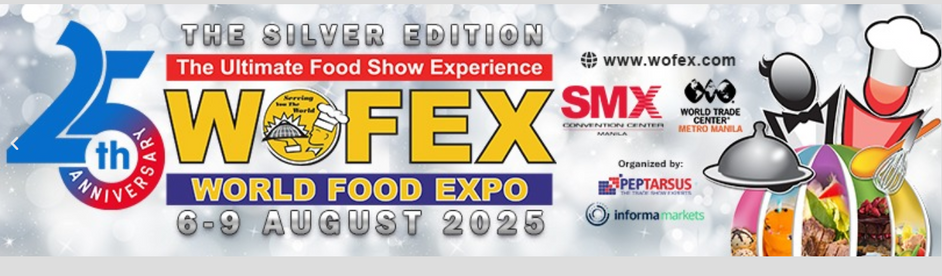 25th
ANNIVERSARY
THE SILVER EDITION
The Ultimate Food Show Experience
WOFEX
Serving
You The
World
WORLD FOOD EXPO
6-9 AUGUST 2025
www.wofex.com
SMX
CONVENTION CENTER
MANILA
WORLD TRADE
CENTER®
METRO MANILA
Organized by:
PEPTARSUS
THE TRADE SHOW EXPERTS
informa markets